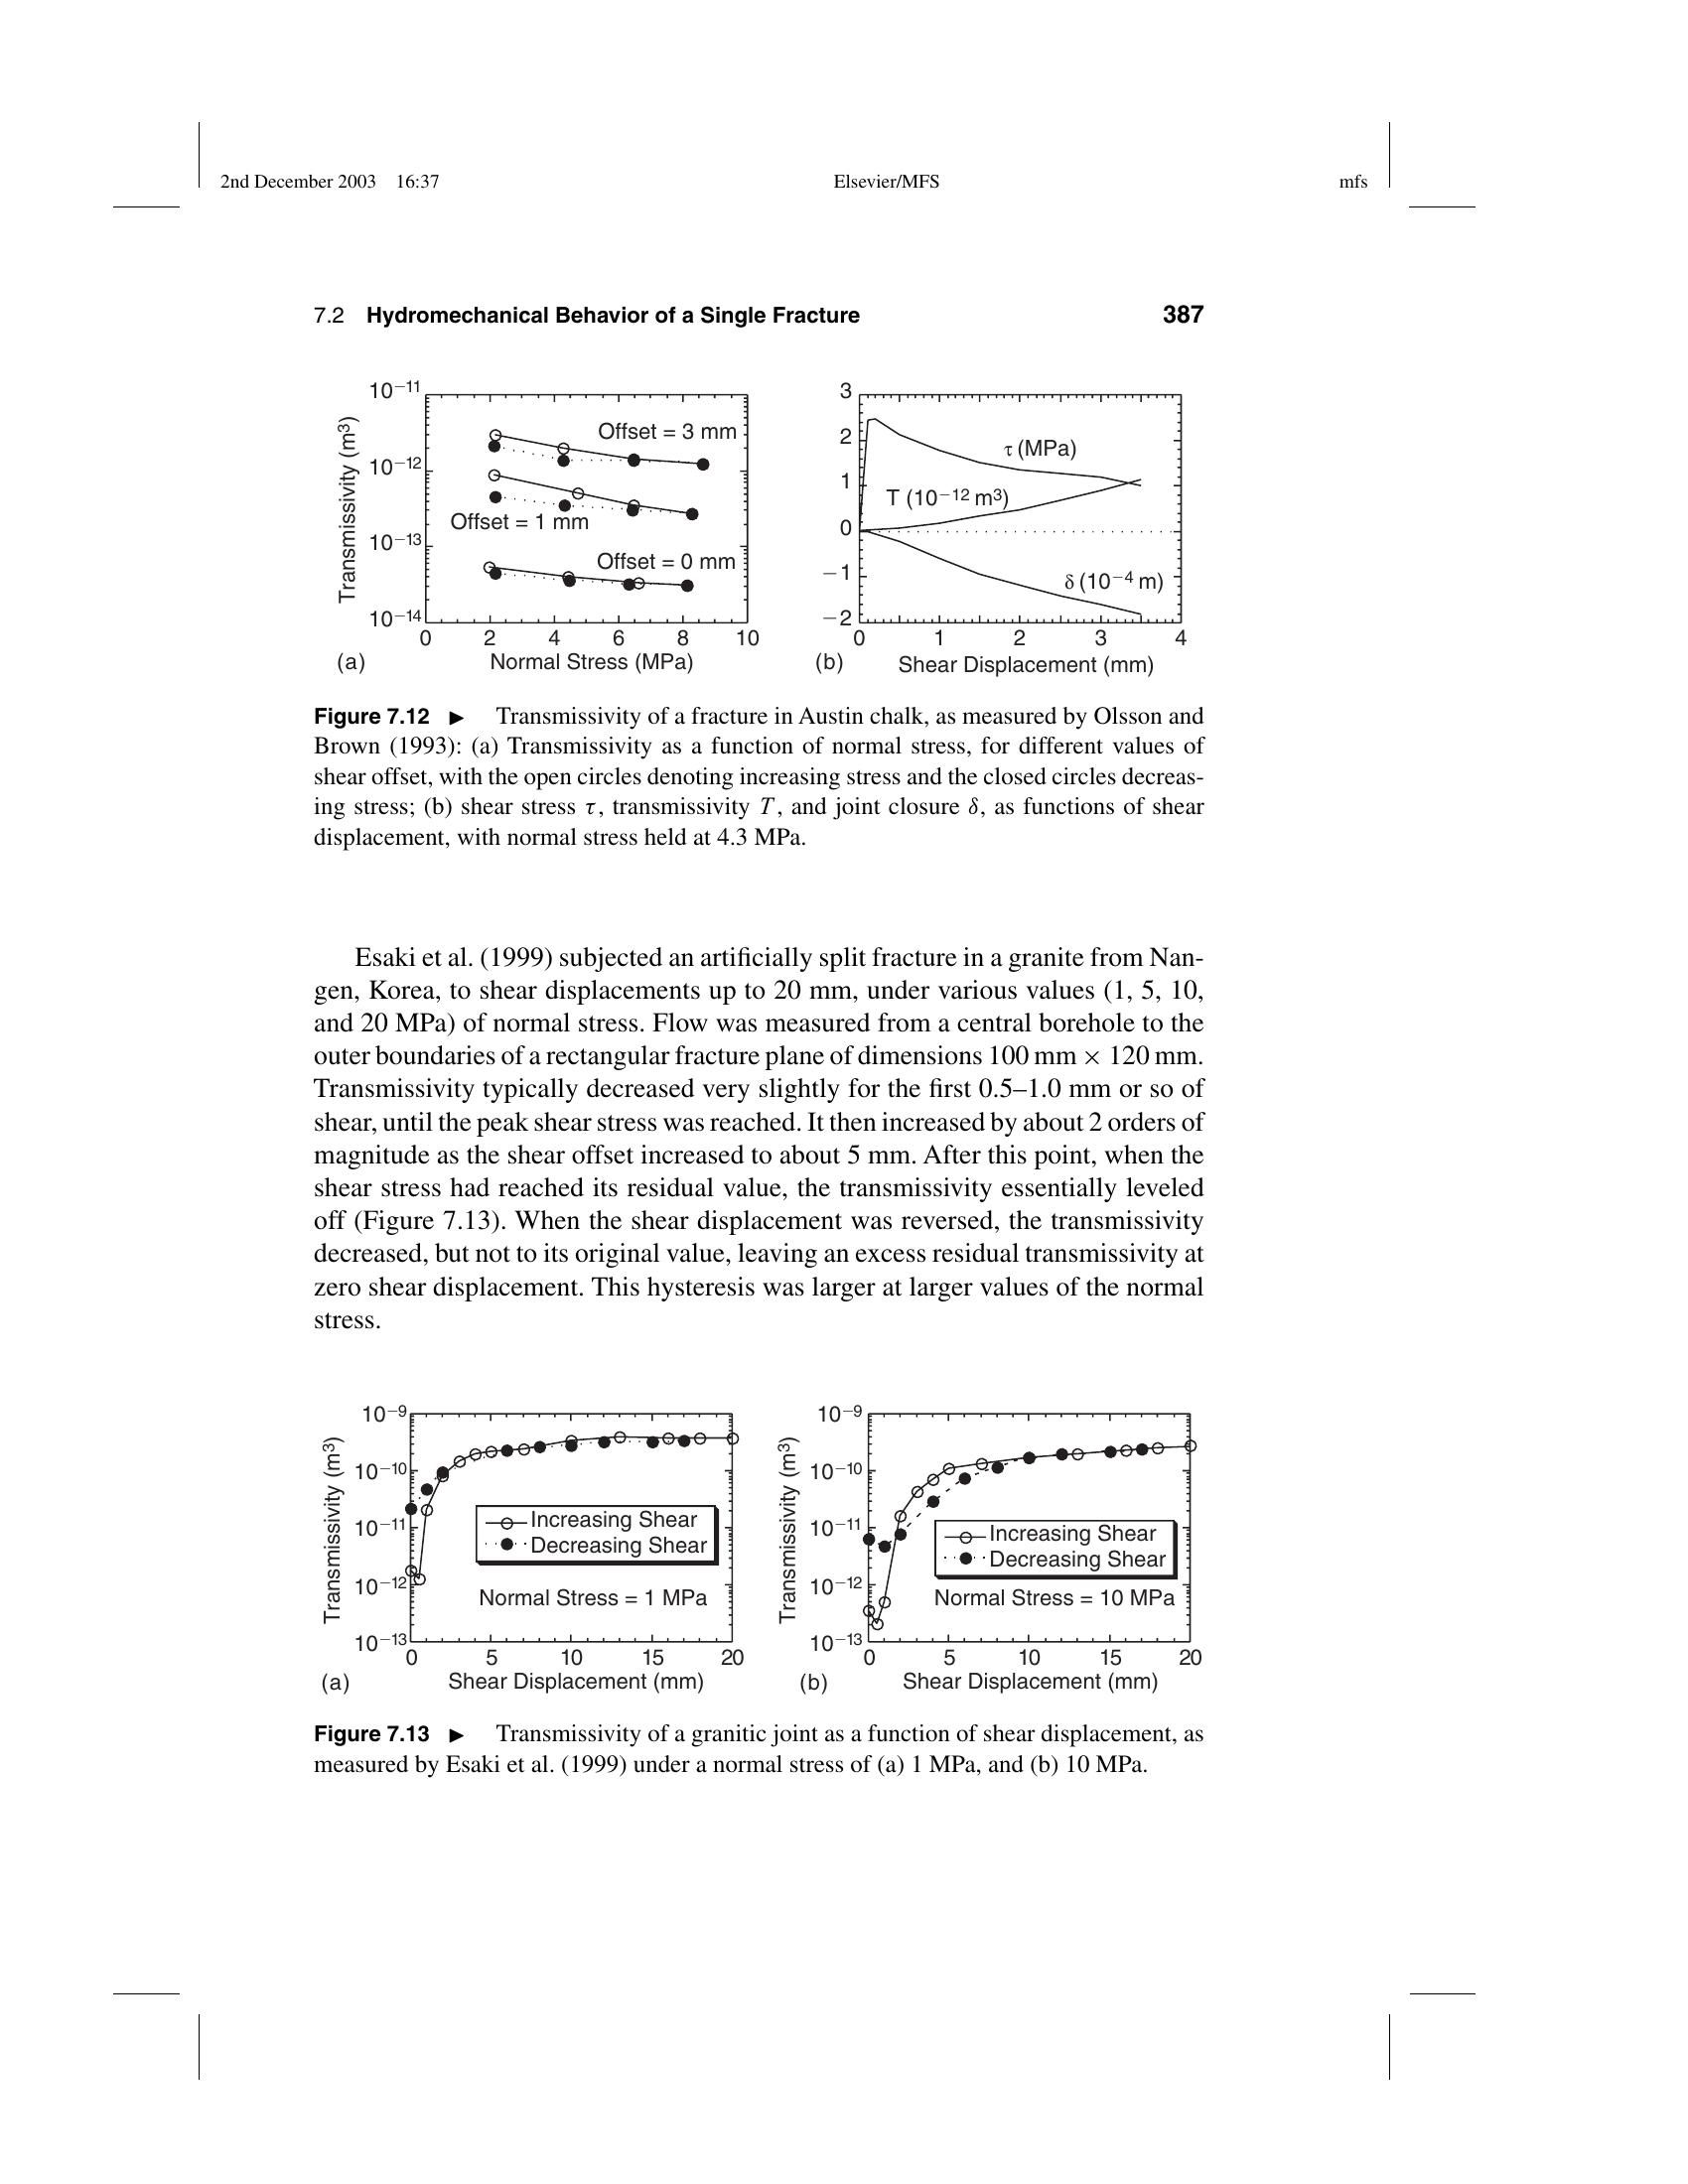 2nd December 2003 16:37 Elsevier/MFS mfs
7.2 Hydromechanical Behavior of a Single Fracture 387
10−11
10−12
10−13
10−14
Transmissivity (m3)
Offset = 3 mm
Offset = 1 mm
Offset = 0 mm
0 2 4 6 8 10
(a) Normal Stress (MPa)
3
2
1
0
−1
−2
τ (MPa)
T (10−12 m3)
δ (10−4 m)
0 1 2 3 4
(b) Shear Displacement (mm)
Figure 7.12 ► Transmissivity of a fracture in Austin chalk, as measured by Olsson and
Brown (1993): (a) Transmissivity as a function of normal stress, for different values of
shear offset, with the open circles denoting increasing stress and the closed circles decreas-
ing stress; (b) shear stress τ, transmissivity T, and joint closure δ, as functions of shear
displacement, with normal stress held at 4.3 MPa.
Esaki et al. (1999) subjected an artificially split fracture in a granite from Nan-
gen, Korea, to shear displacements up to 20 mm, under various values (1, 5, 10,
and 20 MPa) of normal stress. Flow was measured from a central borehole to the
outer boundaries of a rectangular fracture plane of dimensions 100 mm × 120 mm.
Transmissivity typically decreased very slightly for the first 0.5–1.0 mm or so of
shear, until the peak shear stress was reached. It then increased by about 2 orders of
magnitude as the shear offset increased to about 5 mm. After this point, when the
shear stress had reached its residual value, the transmissivity essentially leveled
off (Figure 7.13). When the shear displacement was reversed, the transmissivity
decreased, but not to its original value, leaving an excess residual transmissivity at
zero shear displacement. This hysteresis was larger at larger values of the normal
stress.
10−9
10−10
10−11
10−12
10−13
Transmissivity (m3)
Increasing Shear
Decreasing Shear
Normal Stress = 1 MPa
0 5 10 15 20
(a) Shear Displacement (mm)
10−9
10−10
10−11
10−12
10−13
Transmissivity (m3)
Increasing Shear
Decreasing Shear
Normal Stress = 10 MPa
0 5 10 15 20
(b) Shear Displacement (mm)
Figure 7.13 ► Transmissivity of a granitic joint as a function of shear displacement, as
measured by Esaki et al. (1999) under a normal stress of (a) 1 MPa, and (b) 10 MPa.